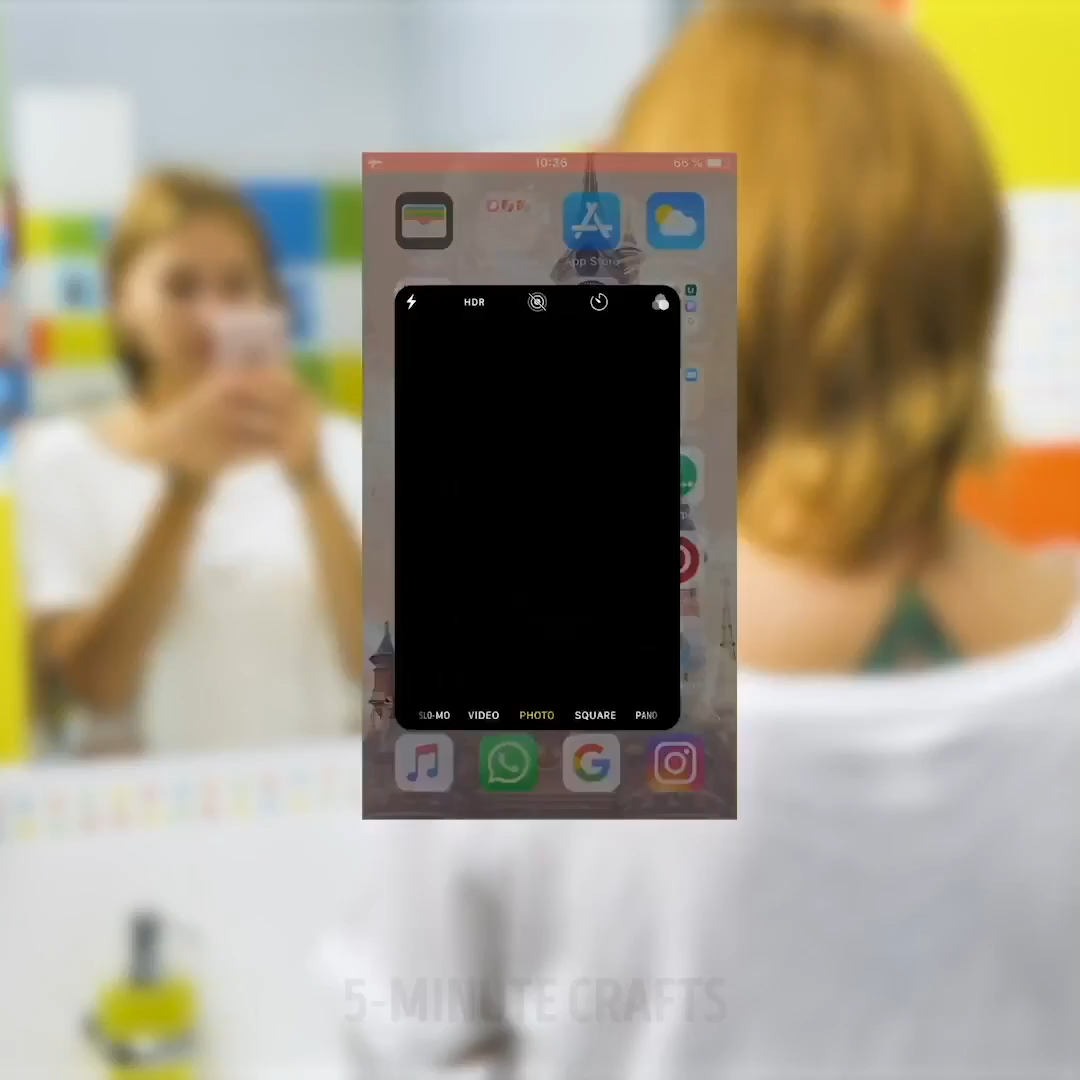 10:36
66 %
App Store
HDR
SLO-MO VIDEO PHOTO SQUARE PANO
5-MINUTE CRAFTS